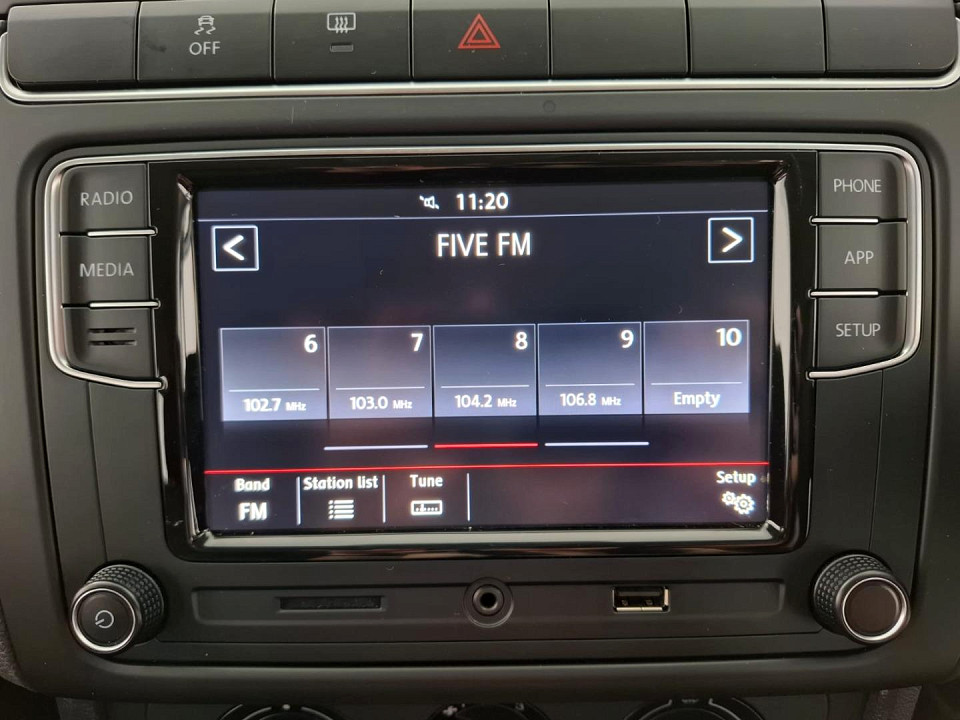 OFF
RADIO
MEDIA
PHONE
APP
SETUP
11:20
FIVE FM
6 7 8 9 10
102.7 MHz 103.0 MHz 104.2 MHz 106.8 MHz Empty
Band Station list Tune Setup
FM